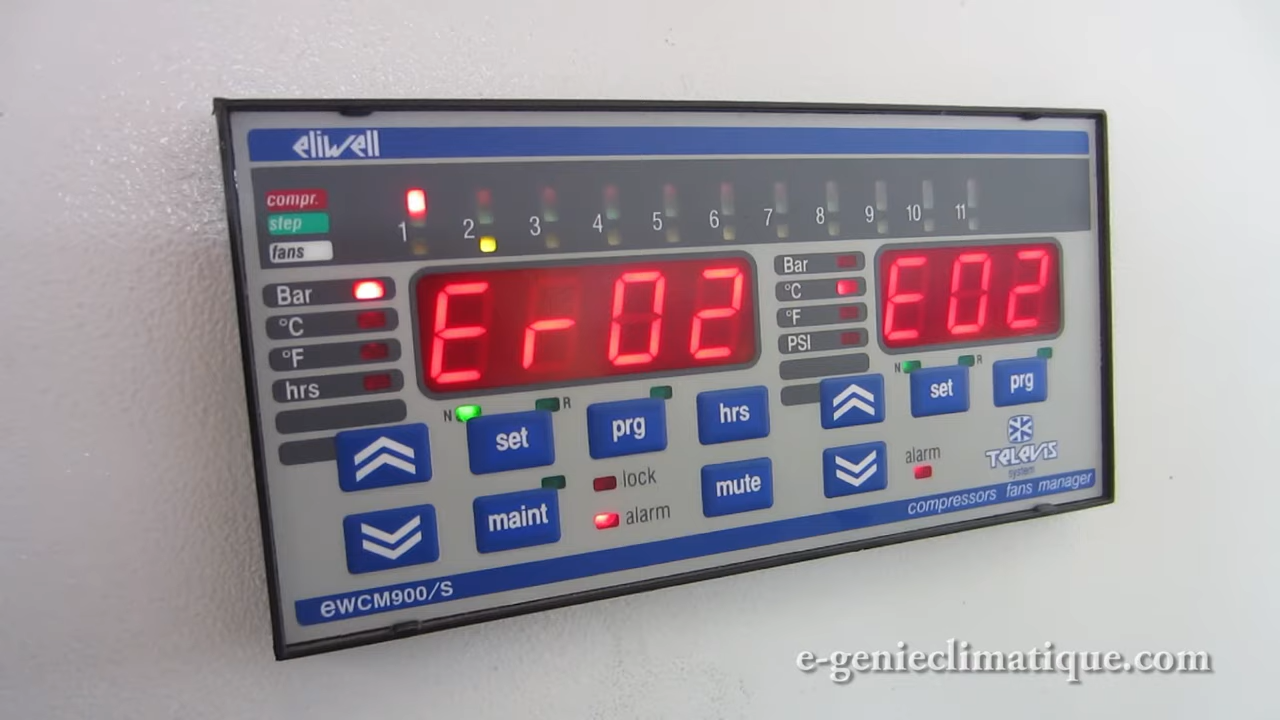 eliwell
compr.
step
fans
1 2 3 4 5 6 7 8 9 10 11
Bar
°C
°F
hrs
Er02
Bar
°C
°F
PSI
E02
N R
set
prg
hrs
maint
lock
alarm
mute
N R
set
prg
alarm
TELEVIS
system
compressors fans manager
eWCM900/S
e-genieclimatique.com